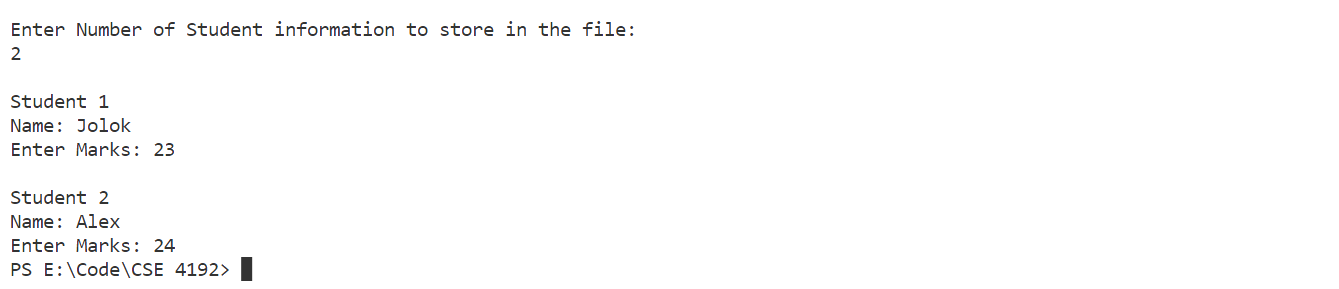 Enter Number of Student information to store in the file:
2
Student 1
Name: Jolok
Enter Marks: 23
Student 2
Name: Alex
Enter Marks: 24
PS E:\Code\CSE 4192>